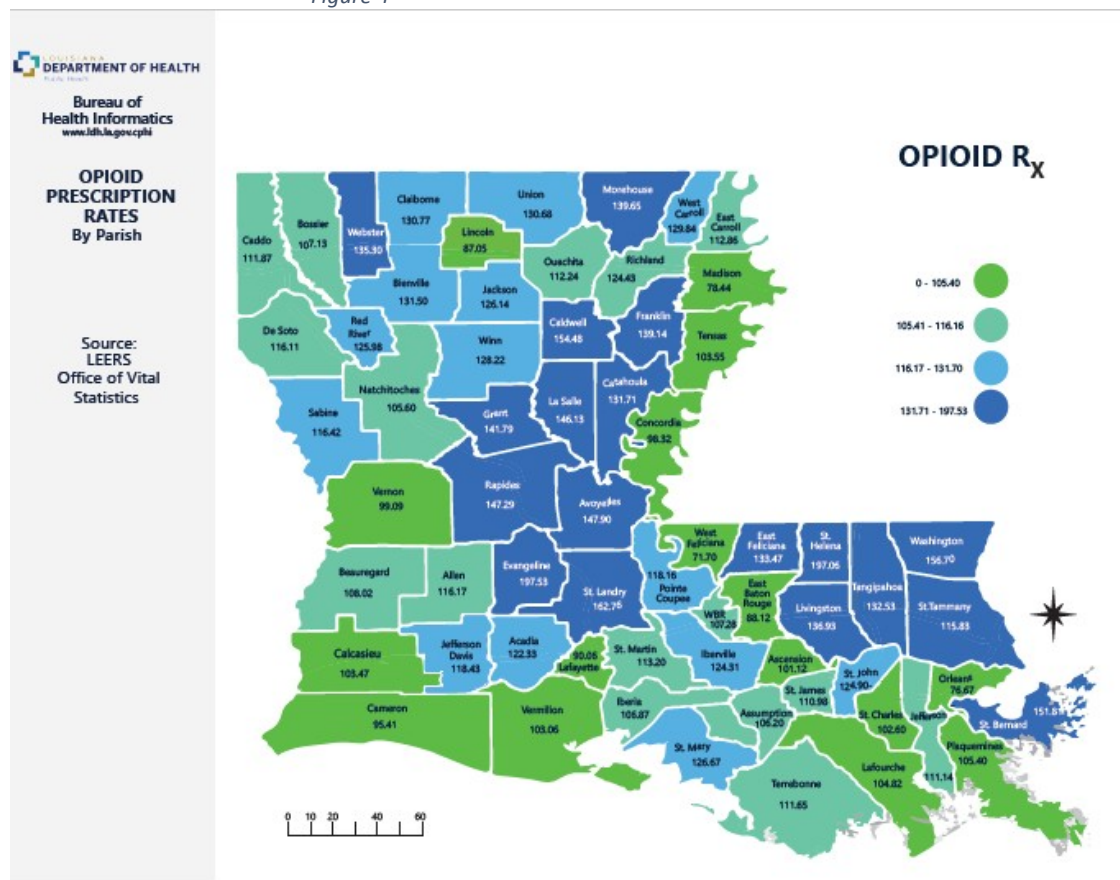 Figure 1
LOUISIANA
DEPARTMENT OF HEALTH
Bureau of
Health Informatics
www.ldh.la.gov.cphi
OPIOID
PRESCRIPTION
RATES
By Parish
Source:
LEERS
Office of Vital
Statistics
OPIOID RX
0 - 105.40
105.41 - 116.16
116.17 - 131.70
131.71 - 197.53
Caddo
111.87
Bossier
107.13
Webster
135.30
Claiborne
130.77
Lincoln
87.05
Union
130.68
Morehouse
139.65
West
Carroll
129.84
East
Carroll
112.86
Ouachita
112.24
Richland
124.43
Madison
78.44
Bienville
131.50
Jackson
126.14
De Soto
116.11
Red
River
125.98
Winn
128.22
Caldwell
154.48
Franklin
139.14
Tensas
103.55
Natchitoches
105.60
Sabine
116.42
Grant
141.79
La Salle
146.13
Catahoula
131.71
Concordia
98.32
Vernon
99.09
Rapides
147.29
Avoyelles
147.90
Beauregard
108.02
Allen
116.17
Evangeline
197.53
St. Landry
162.76
118.16
Pointe
Coupee
West
Feliciana
71.70
East
Feliciana
133.47
St.
Helena
197.06
Tangipahoa
132.53
Washington
156.70
St.Tammany
115.83
East
Baton
Rouge
88.12
WBR
107.28
Livingston
136.93
Calcasieu
103.47
Jefferson
Davis
118.43
Acadia
122.33
90.06
Lafayette
St. Martin
113.20
Iberville
124.31
Ascension
101.12
St. John
124.90-
Orleans
76.67
151.81
St. Bernard
Cameron
95.41
Vermilion
103.06
Iberia
106.87
Assumption
106.20
St. James
110.98
St. Charles
102.60
Jefferson
111.14
Plaquemines
105.40
St. Mary
126.67
Lafourche
104.82
Terrebonne
111.65
0 10 20 40 60